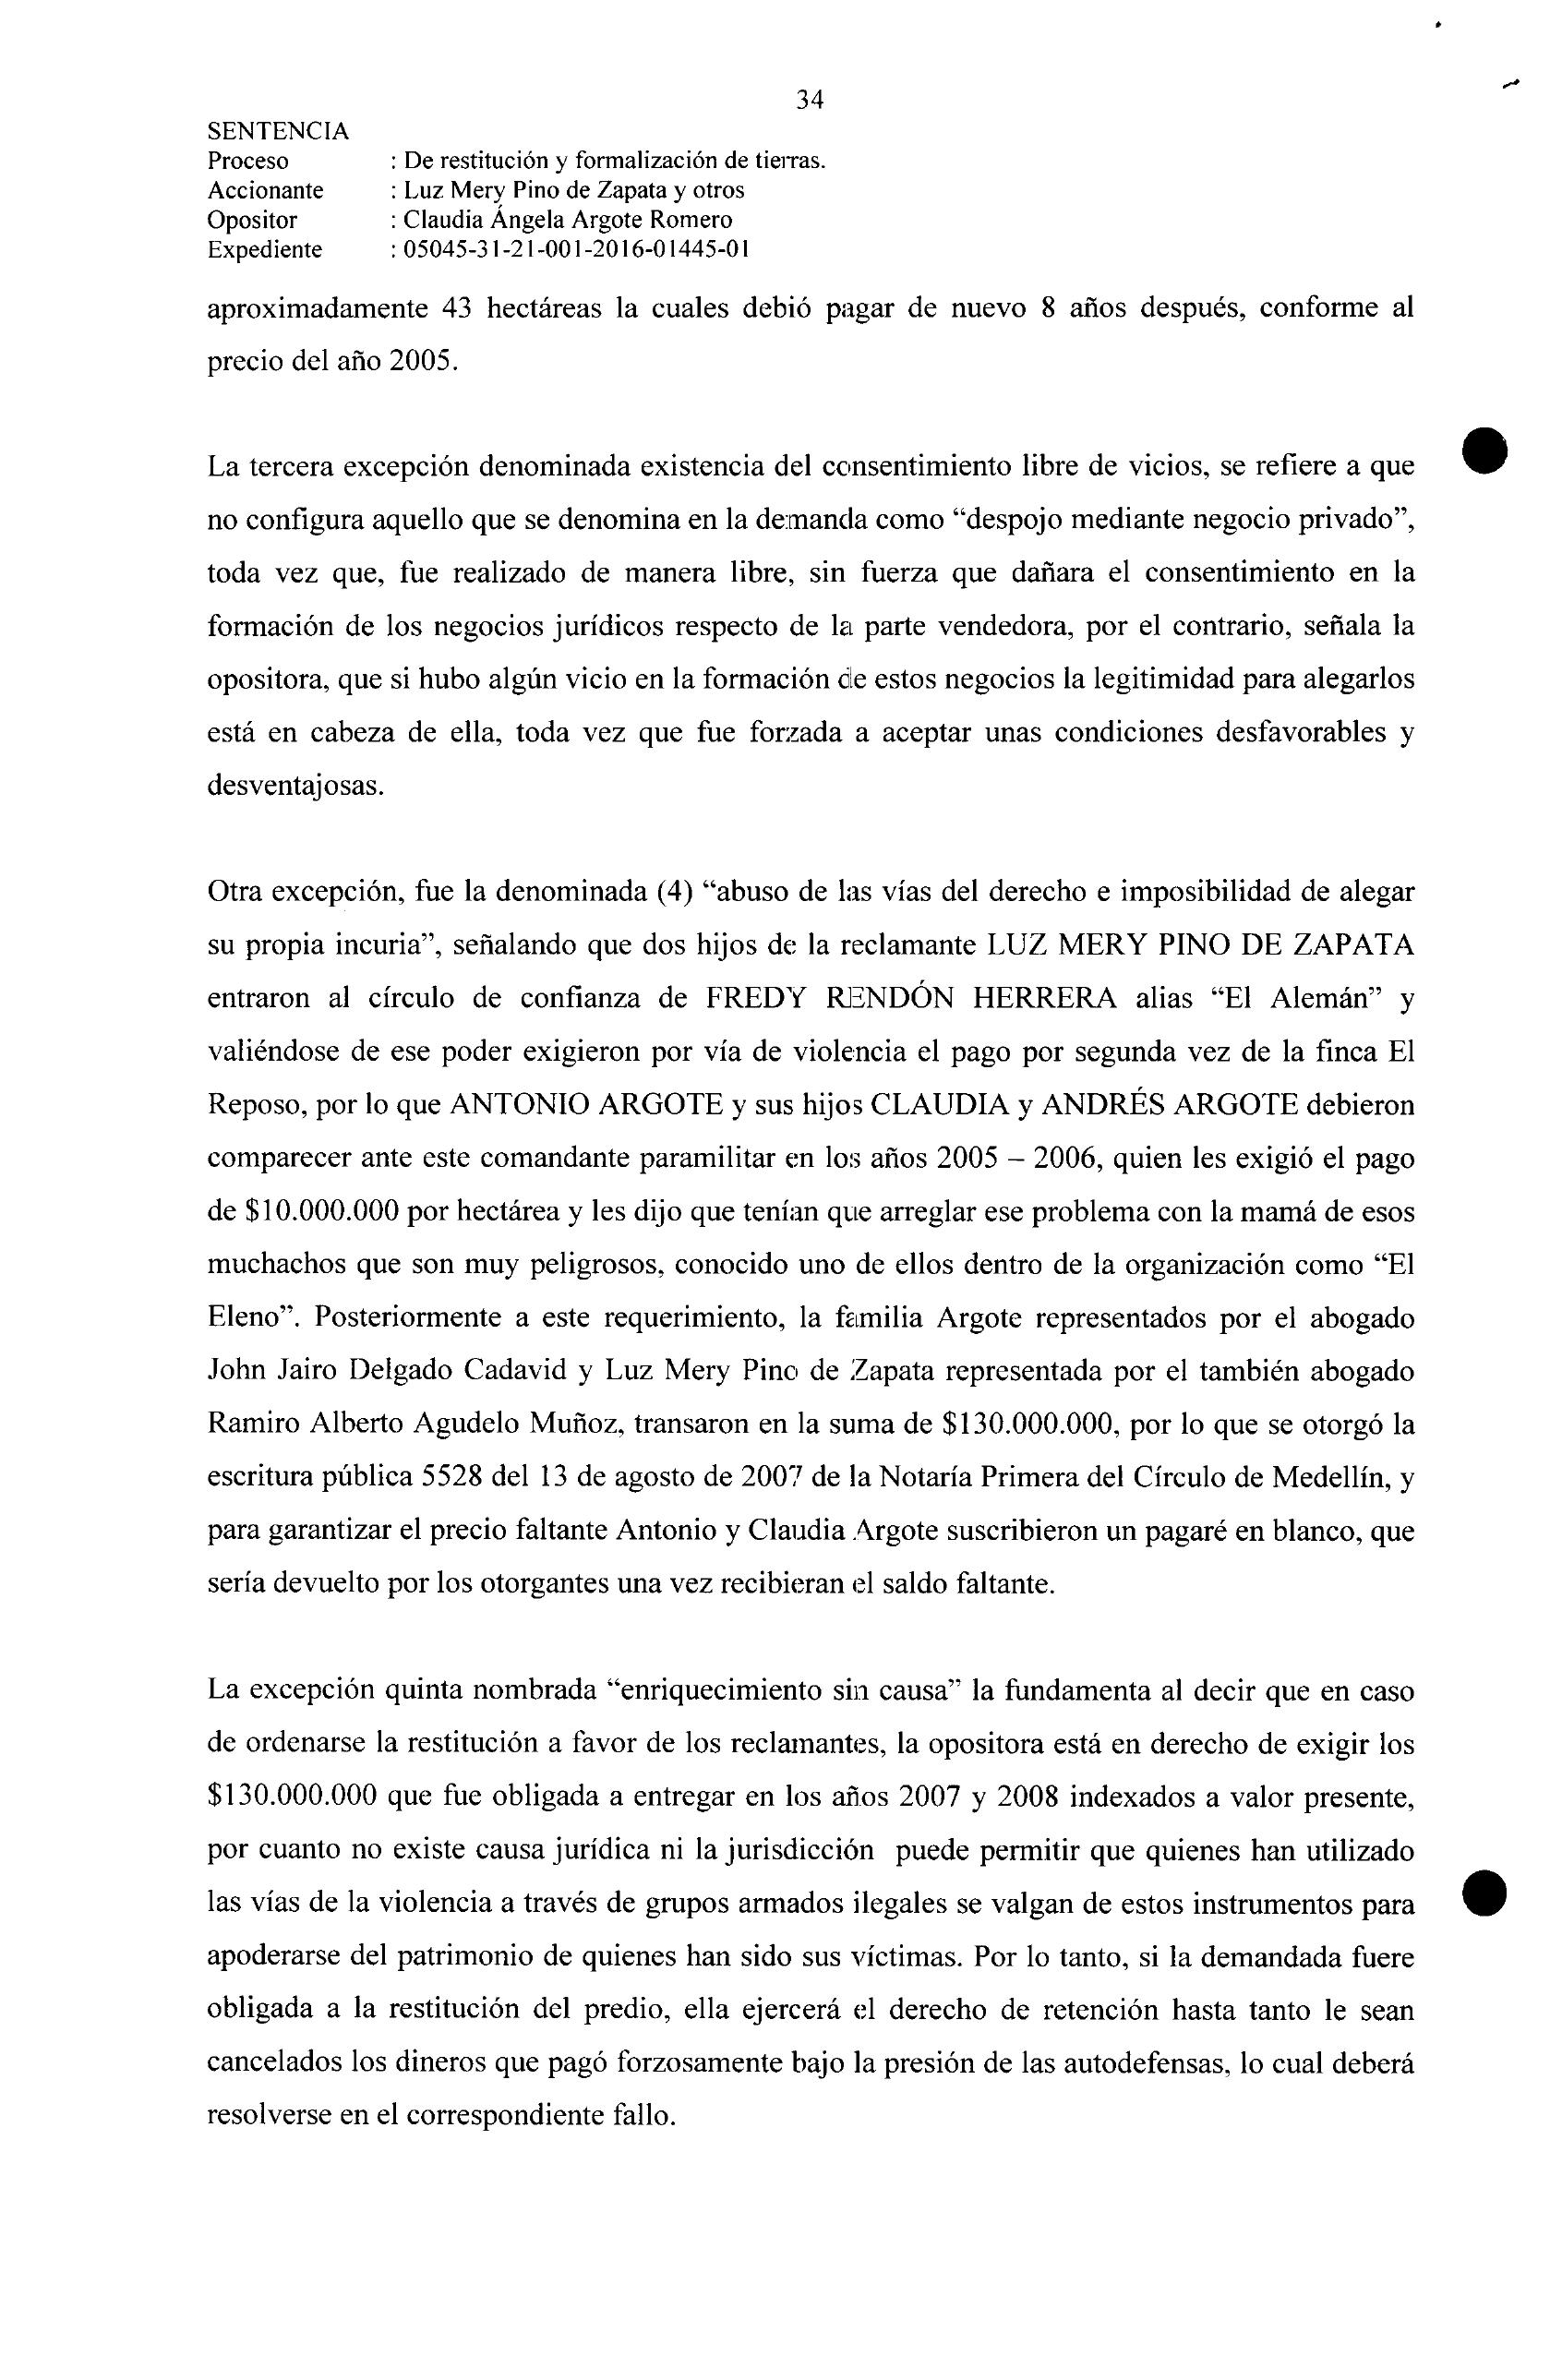 34
SENTENCIA
Proceso : De restitución y formalización de tierras.
Accionante : Luz Mery Pino de Zapata y otros
Opositor : Claudia Ángela Argote Romero
Expediente : 05045-31-21-001-2016-01445-01
aproximadamente 43 hectáreas la cuales debió pagar de nuevo 8 años después, conforme al
precio del año 2005.
La tercera excepción denominada existencia del consentimiento libre de vicios, se refiere a que
no configura aquello que se denomina en la demanda como “despojo mediante negocio privado”,
toda vez que, fue realizado de manera libre, sin fuerza que dañara el consentimiento en la
formación de los negocios jurídicos respecto de la parte vendedora, por el contrario, señala la
opositora, que si hubo algún vicio en la formación de estos negocios la legitimidad para alegarlos
está en cabeza de ella, toda vez que fue forzada a aceptar unas condiciones desfavorables y
desventajosas.
Otra excepción, fue la denominada (4) “abuso de las vías del derecho e imposibilidad de alegar
su propia incuria”, señalando que dos hijos de la reclamante LUZ MERY PINO DE ZAPATA
entraron al círculo de confianza de FREDY RENDÓN HERRERA alias “El Alemán” y
valiéndose de ese poder exigieron por vía de violencia el pago por segunda vez de la finca El
Reposo, por lo que ANTONIO ARGOTE y sus hijos CLAUDIA y ANDRÉS ARGOTE debieron
comparecer ante este comandante paramilitar en los años 2005 – 2006, quien les exigió el pago
de $10.000.000 por hectárea y les dijo que tenían que arreglar ese problema con la mamá de esos
muchachos que son muy peligrosos, conocido uno de ellos dentro de la organización como “El
Eleno”. Posteriormente a este requerimiento, la familia Argote representados por el abogado
John Jairo Delgado Cadavid y Luz Mery Pino de Zapata representada por el también abogado
Ramiro Alberto Agudelo Muñoz, transaron en la suma de $130.000.000, por lo que se otorgó la
escritura pública 5528 del 13 de agosto de 2007 de la Notaría Primera del Círculo de Medellín, y
para garantizar el precio faltante Antonio y Claudia Argote suscribieron un pagaré en blanco, que
sería devuelto por los otorgantes una vez recibieran el saldo faltante.
La excepción quinta nombrada “enriquecimiento sin causa” la fundamenta al decir que en caso
de ordenarse la restitución a favor de los reclamantes, la opositora está en derecho de exigir los
$130.000.000 que fue obligada a entregar en los años 2007 y 2008 indexados a valor presente,
por cuanto no existe causa jurídica ni la jurisdicción puede permitir que quienes han utilizado
las vías de la violencia a través de grupos armados ilegales se valgan de estos instrumentos para
apoderarse del patrimonio de quienes han sido sus víctimas. Por lo tanto, si la demandada fuere
obligada a la restitución del predio, ella ejercerá el derecho de retención hasta tanto le sean
cancelados los dineros que pagó forzosamente bajo la presión de las autodefensas, lo cual deberá
resolverse en el correspondiente fallo.